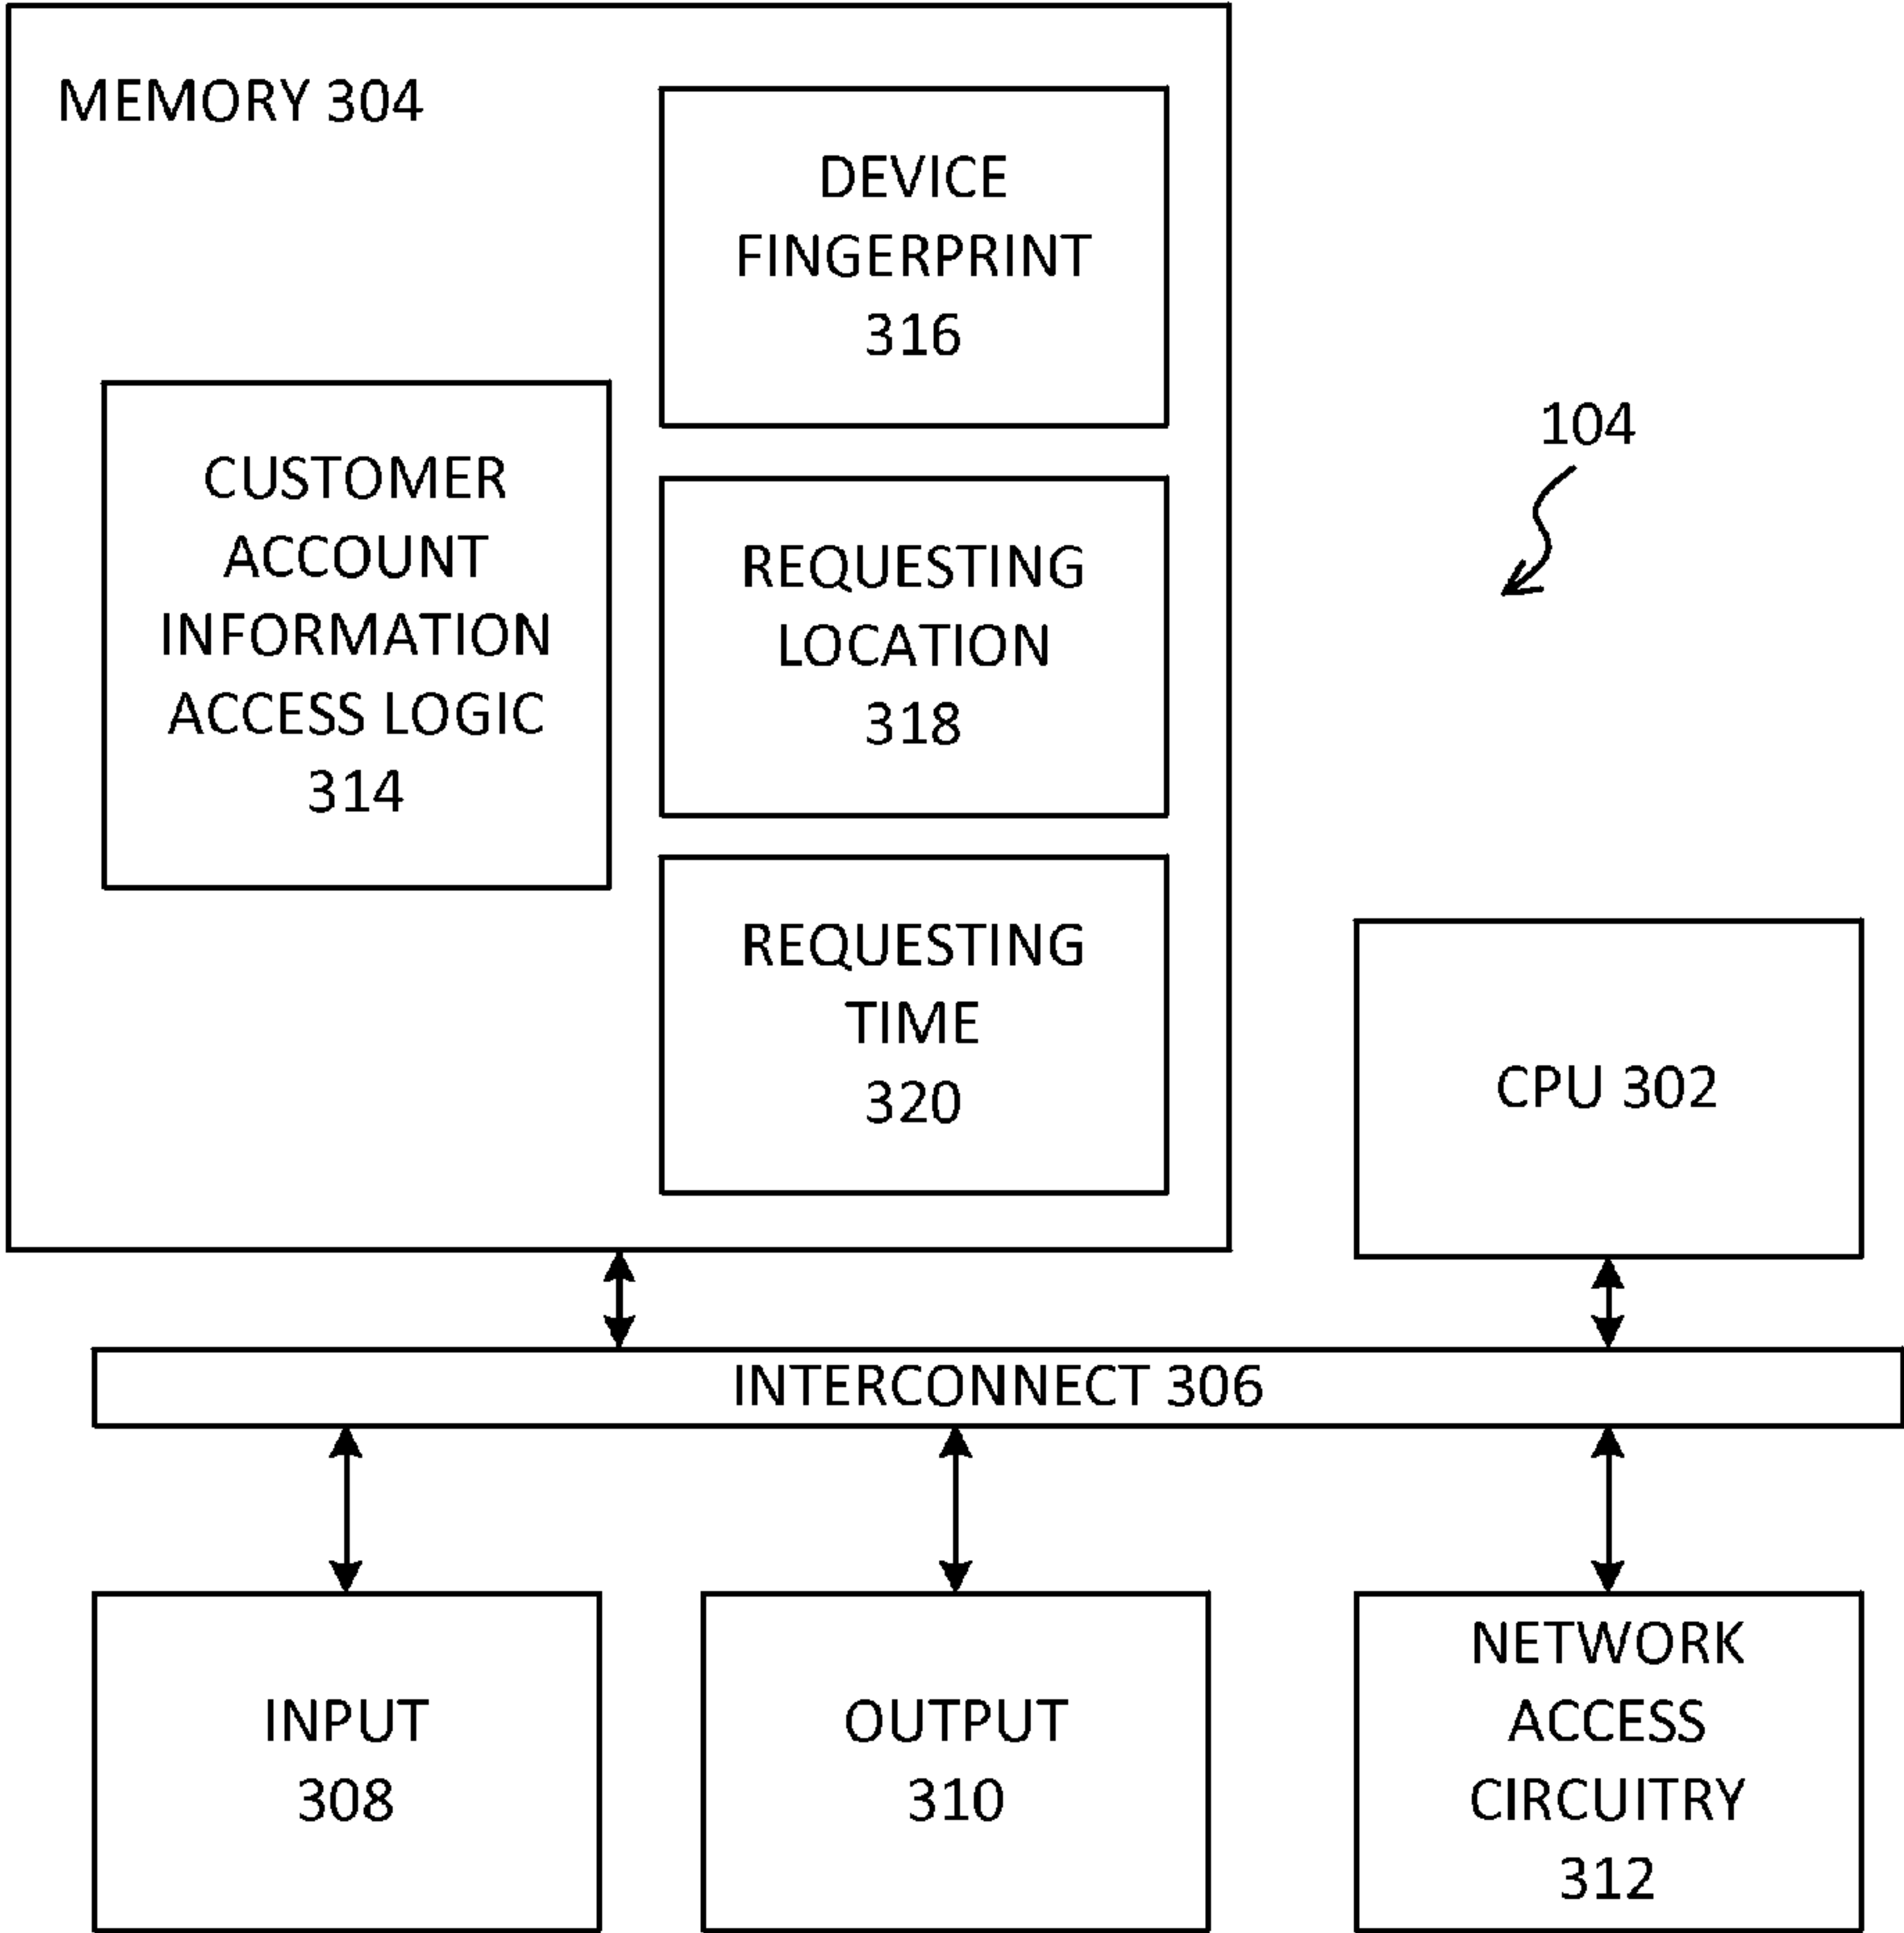 MEMORY 304
DEVICE
FINGERPRINT
316
CUSTOMER
ACCOUNT
INFORMATION
ACCESS LOGIC
314
REQUESTING
LOCATION
318
104
REQUESTING
TIME
320
CPU 302
INTERCONNECT 306
INPUT
308
OUTPUT
310
NETWORK
ACCESS
CIRCUITRY
312